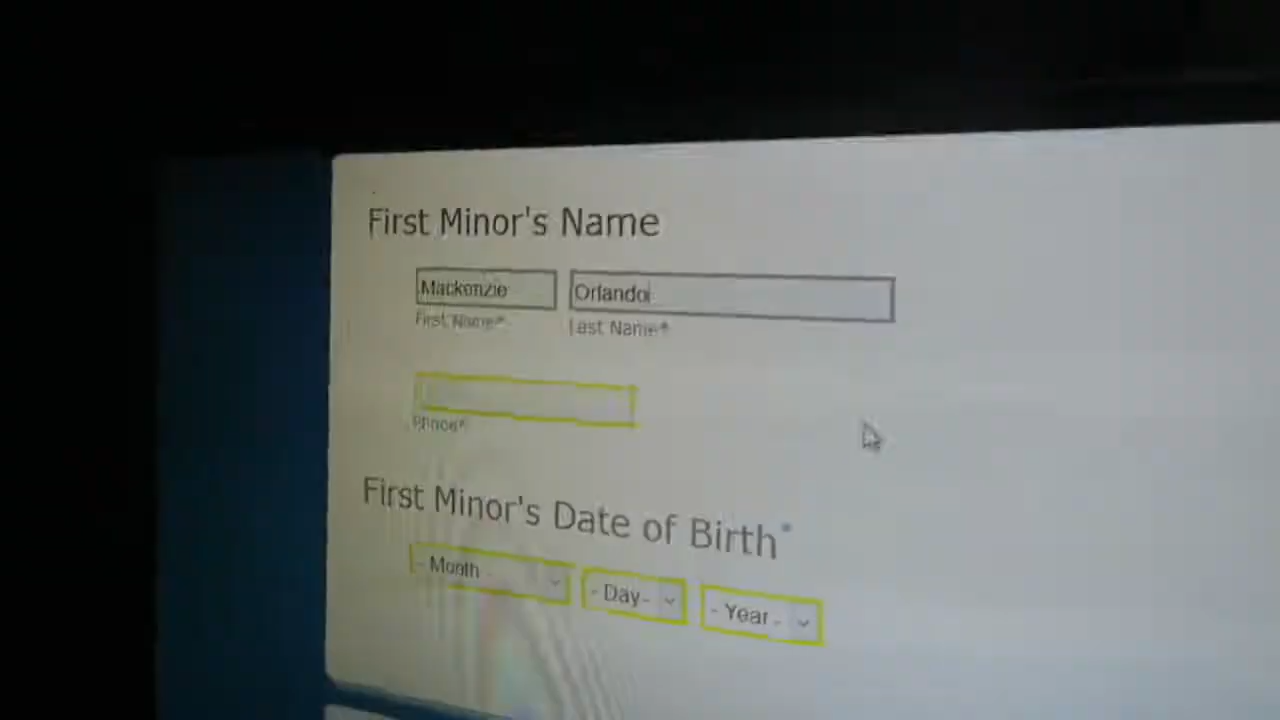 First Minor's Name
Mackenzie Orlando
First Name* Last Name*
Phone*
First Minor's Date of Birth*
- Month - - Day - - Year -